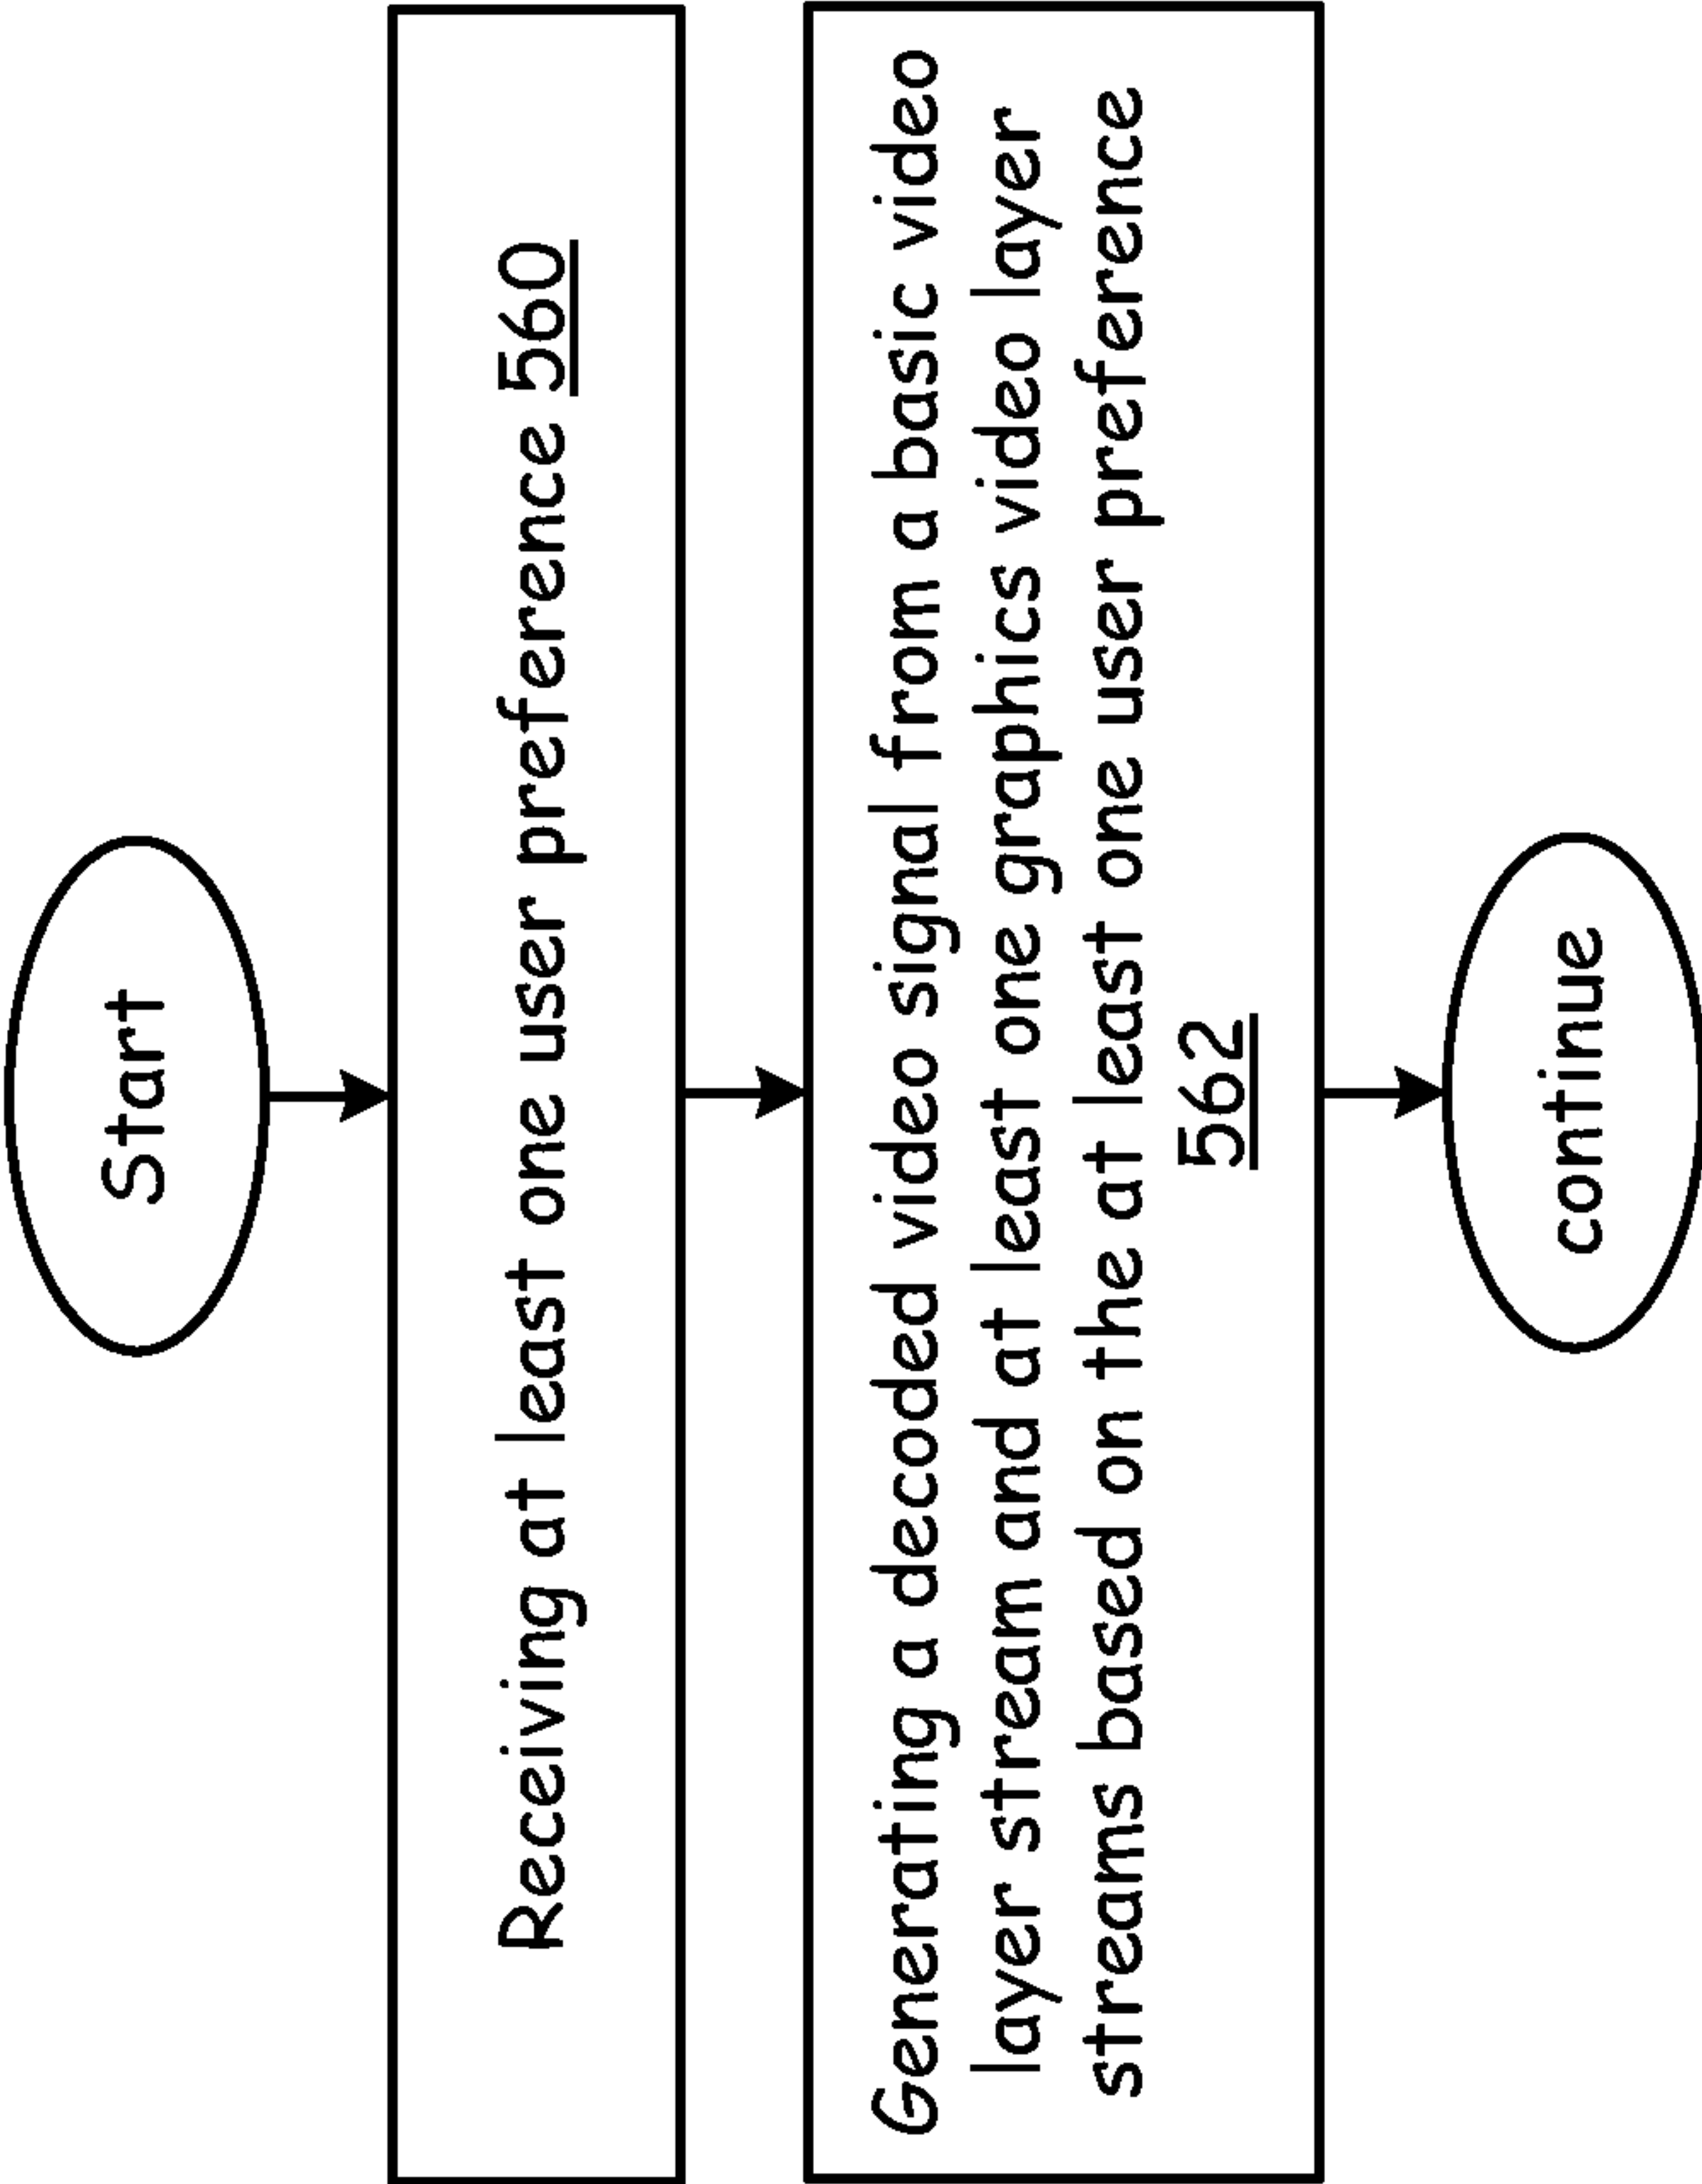 Start
Receiving at least one user preference 560
Generating a decoded video signal from a basic video
layer stream and at least one graphics video layer
streams based on the at least one user preference
562
continue